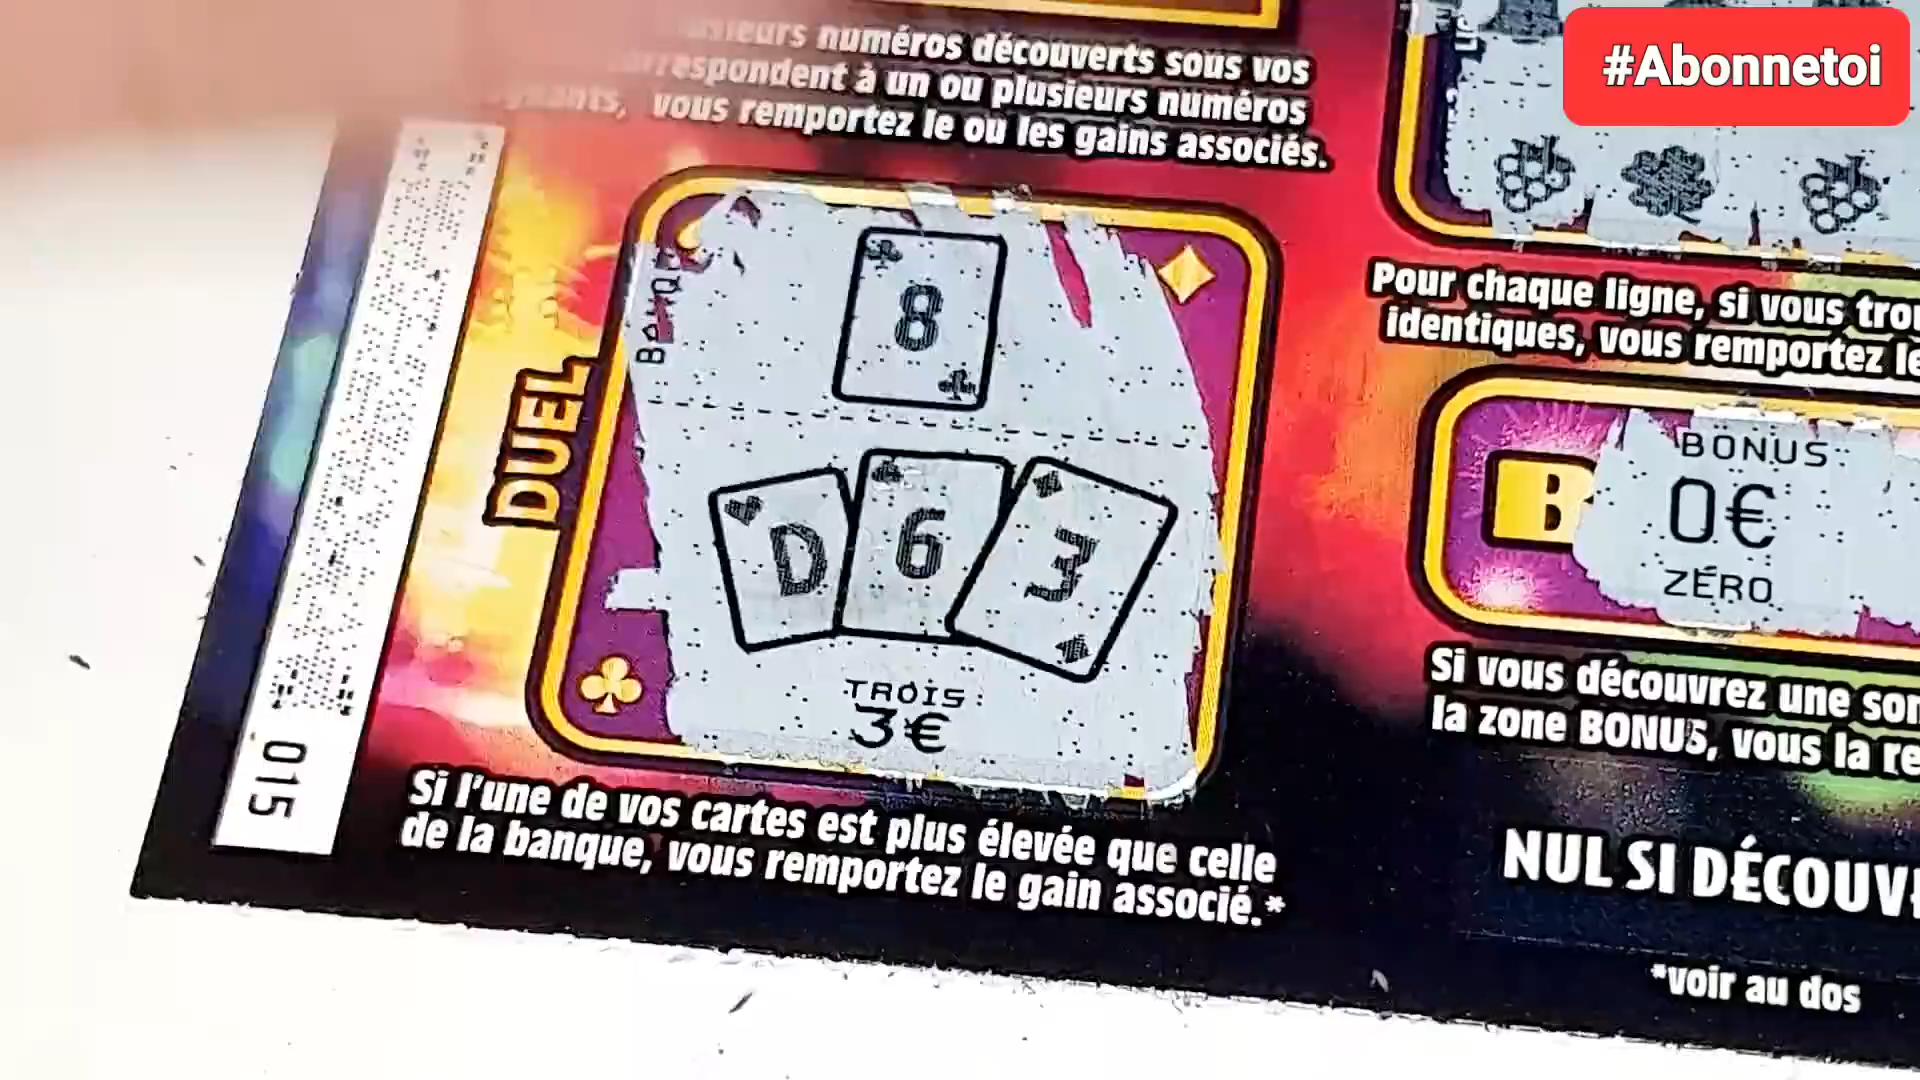 #Abonnetoi
numéros découverts sous vos
à un ou plusieurs numéros
vous remportez le ou les gains associés.
BANQUE
8
DUEL
D 6 3
TROIS
3€
015
Si l'une de vos cartes est plus élevée que celle
de la banque, vous remportez le gain associé.*
Pour chaque ligne, si vous trou
identiques, vous remportez le
B
BONUS
0€
ZÉRO
Si vous découvrez une som
la zone BONUS, vous la re
NUL SI DÉCOUVE
*voir au dos